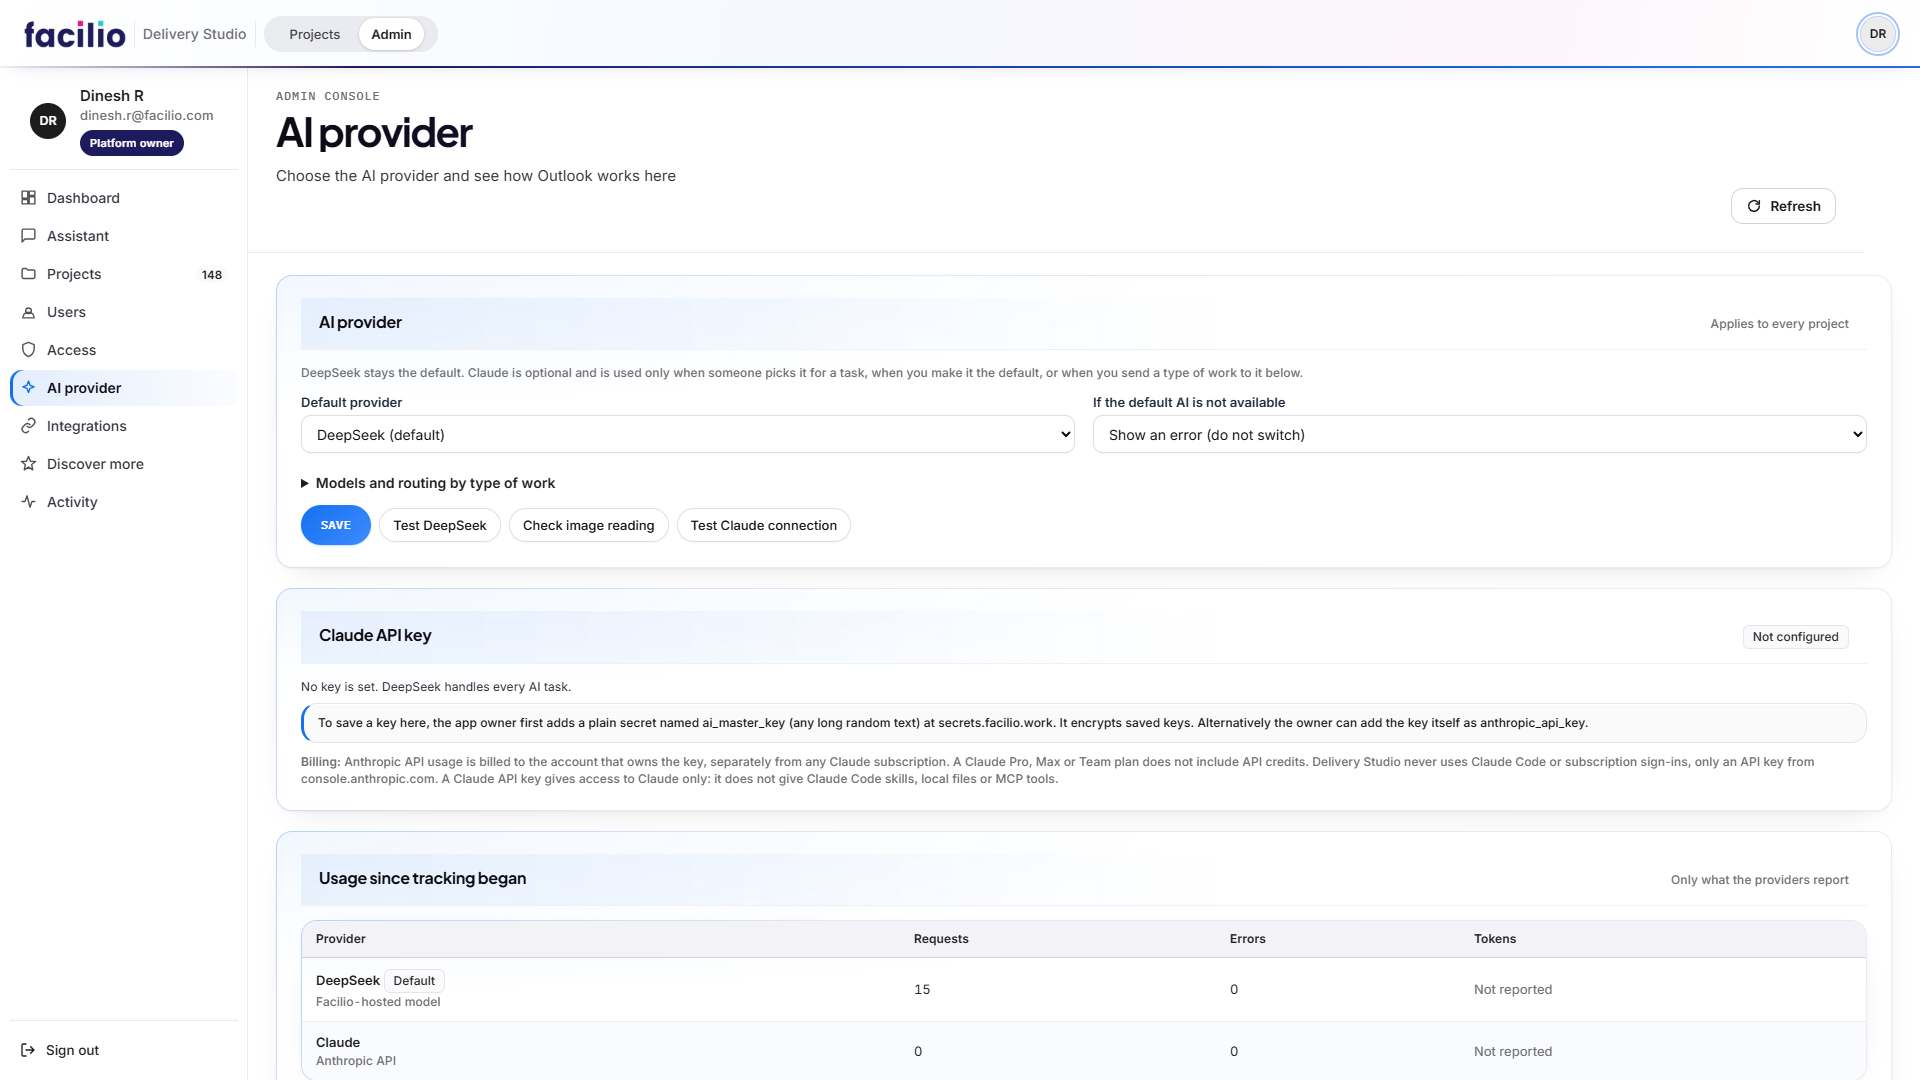 facilio
Delivery Studio
Projects
Admin
DR
DR
Dinesh R
dinesh.r@facilio.com
Platform owner
Dashboard
Assistant
Projects 148
Users
Access
AI provider
Integrations
Discover more
Activity
Sign out
ADMIN CONSOLE
AI provider
Choose the AI provider and see how Outlook works here
Refresh
AI provider
Applies to every project
DeepSeek stays the default. Claude is optional and is used only when someone picks it for a task, when you make it the default, or when you send a type of work to it below.
Default provider
DeepSeek (default)
If the default AI is not available
Show an error (do not switch)
Models and routing by type of work
SAVE
Test DeepSeek
Check image reading
Test Claude connection
Claude API key
Not configured
No key is set. DeepSeek handles every AI task.
To save a key here, the app owner first adds a plain secret named ai_master_key (any long random text) at secrets.facilio.work. It encrypts saved keys. Alternatively the owner can add the key itself as anthropic_api_key.
Billing: Anthropic API usage is billed to the account that owns the key, separately from any Claude subscription. A Claude Pro, Max or Team plan does not include API credits. Delivery Studio never uses Claude Code or subscription sign-ins, only an API key from
console.anthropic.com. A Claude API key gives access to Claude only: it does not give Claude Code skills, local files or MCP tools.
Usage since tracking began
Only what the providers report
Provider Requests Errors Tokens
DeepSeek Default
Facilio-hosted model
15 0 Not reported
Claude
Anthropic API
0 0 Not reported